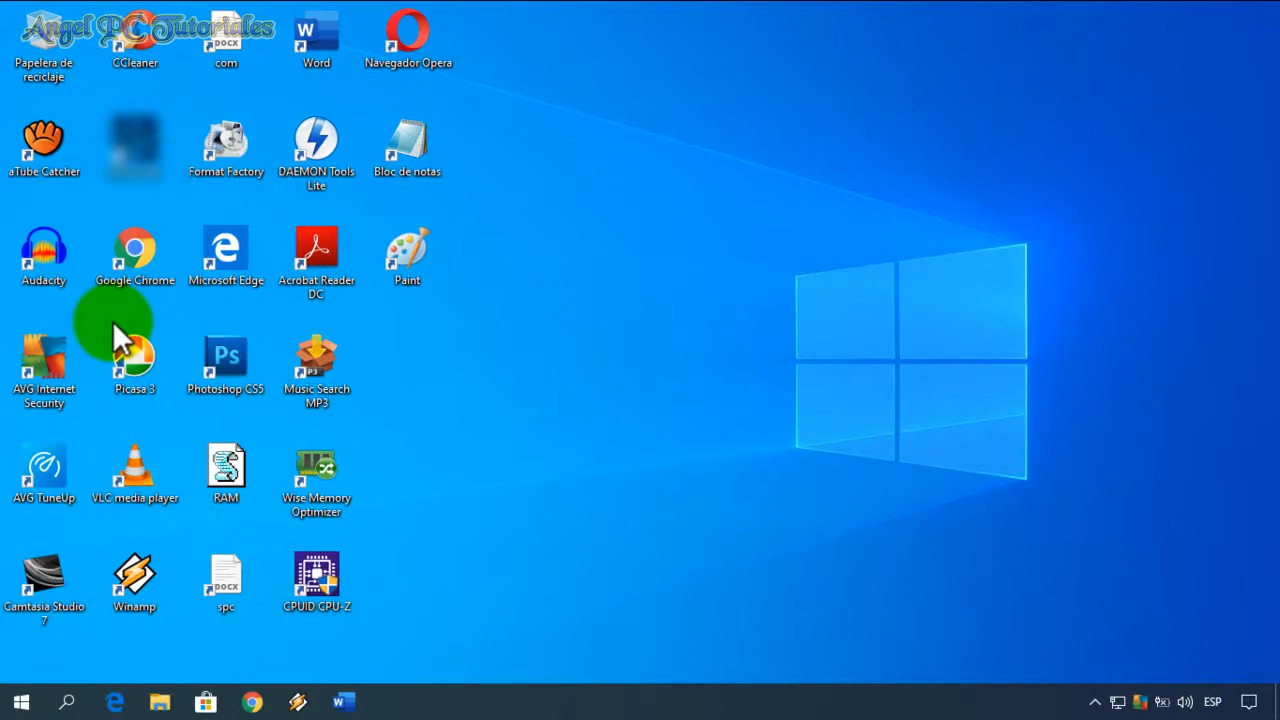 Angel PC Tutoriales
Papelera de
reciclaje
CCleaner
com
Word
Navegador Opera
aTube Catcher
Format Factory
DAEMON Tools
Lite
Bloc de notas
Audacity
Google Chrome
Microsoft Edge
Acrobat Reader
DC
Paint
AVG Internet
Security
Picasa 3
Photoshop CS5
Music Search
MP3
AVG TuneUp
VLC media player
RAM
Wise Memory
Optimizer
Camtasia Studio
7
Winamp
spc
CPUID CPU-Z
DOCX
W
Ps
P3
DOCX
W
ESP